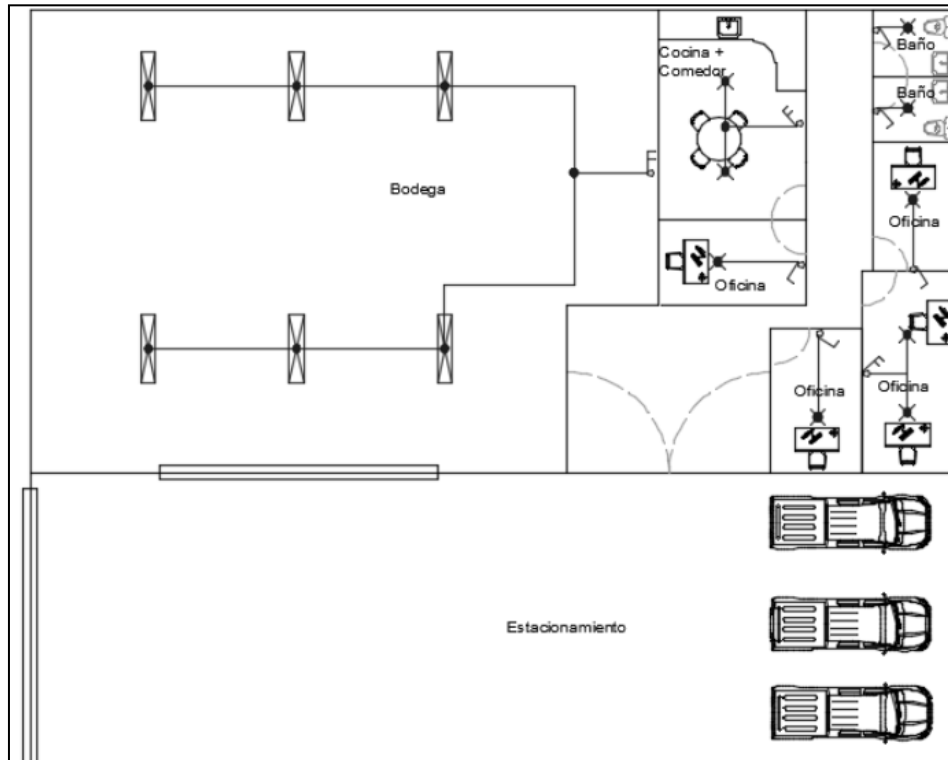 Cocina +
Comedor
Baño
Baño
Bodega
Oficina
Oficina
Oficina
Oficina
Estacionamiento